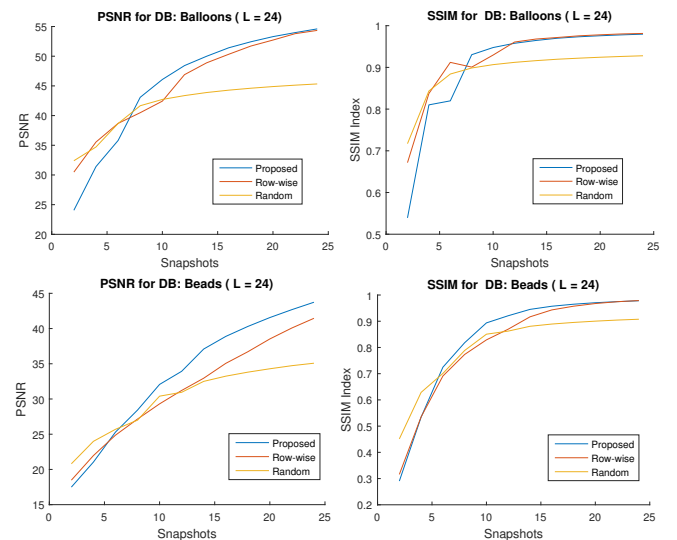 PSNR for DB: Balloons ( L = 24)
55
50
45
40
35
30
25
20
PSNR
0
5
10
15
20
25
Snapshots
Proposed
Row-wise
Random
SSIM for DB: Balloons ( L = 24)
1
0.9
0.8
0.7
0.6
0.5
SSIM Index
0
5
10
15
20
25
Snapshots
Proposed
Row-wise
Random
PSNR for DB: Beads ( L = 24)
45
40
35
30
25
20
15
PSNR
0
5
10
15
20
25
Snapshots
Proposed
Row-wise
Random
SSIM for DB: Beads ( L = 24)
1
0.9
0.8
0.7
0.6
0.5
0.4
0.3
0.2
SSIM Index
0
5
10
15
20
25
Snapshots
Proposed
Row-wise
Random